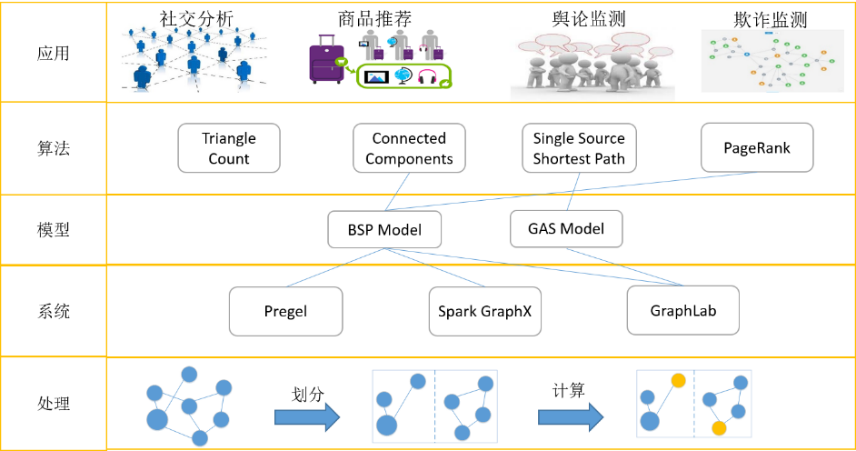 应用
社交分析
商品推荐
舆论监测
欺诈监测
算法
Triangle
Count
Connected
Components
Single Source
Shortest Path
PageRank
模型
BSP Model
GAS Model
系统
Pregel
Spark GraphX
GraphLab
处理
划分
计算